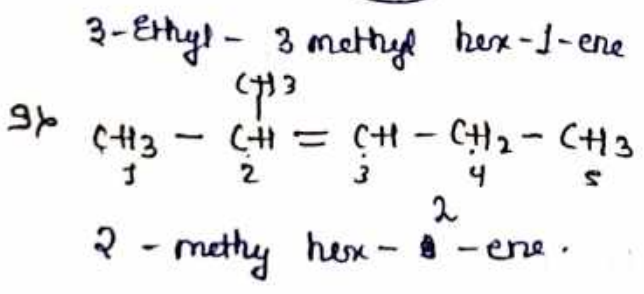 3-Ethyl - 3 methyl hex-1-ene
CH3
9> CH3 - CH = CH - CH2 - CH3
1 2 3 4 5
2
2 - methy hex - -ene.